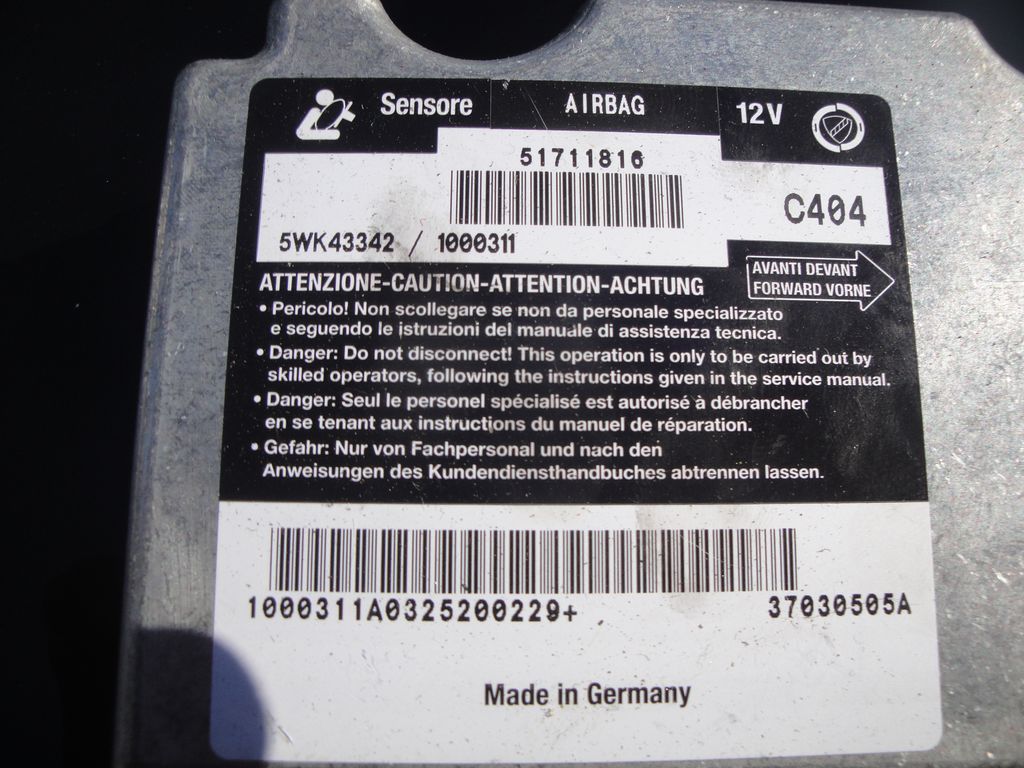 Sensore AIRBAG 12V
51711816
C404
5WK43342 / 1000311
AVANTI DEVANT
FORWARD VORNE
ATTENZIONE-CAUTION-ATTENTION-ACHTUNG
• Pericolo! Non scollegare se non da personale specializzato
e seguendo le istruzioni del manuale di assistenza tecnica.
• Danger: Do not disconnect! This operation is only to be carried out by
skilled operators, following the instructions given in the service manual.
• Danger: Seul le personel spécialisé est autorisé à débrancher
en se tenant aux instructions du manuel de réparation.
• Gefahr: Nur von Fachpersonal und nach den
Anweisungen des Kundendiensthandbuches abtrennen lassen.
1000311A0325200229+ 37030505A
Made in Germany